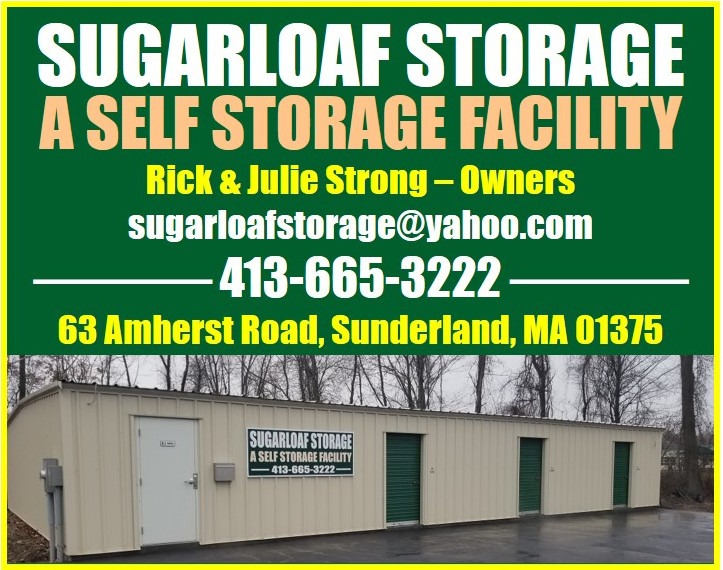 SUGARLOAF STORAGE
A SELF STORAGE FACILITY
Rick & Julie Strong – Owners
sugarloafstorage@yahoo.com
413-665-3222
63 Amherst Road, Sunderland, MA 01375
SUGARLOAF STORAGE
A SELF STORAGE FACILITY
413-665-3222